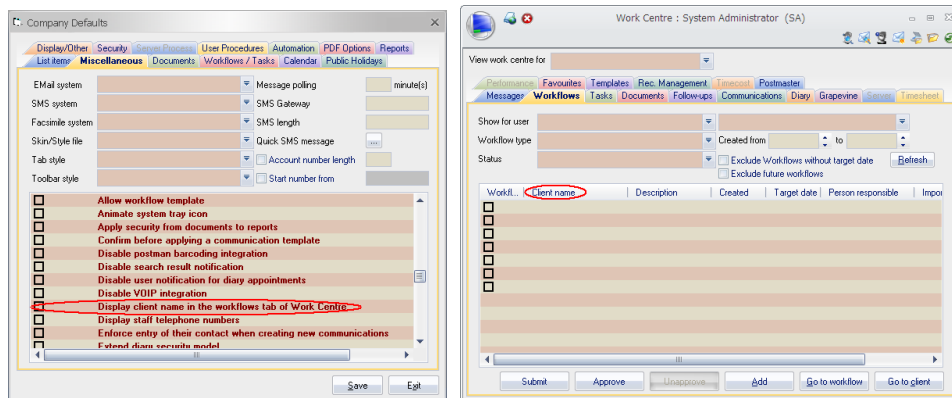 Company Defaults
Display/Other Security Server Process User Procedures Automation PDF Options Reports
List items Miscellaneous Documents Workflows / Tasks Calendar Public Holidays
EMail system
Message polling
minute(s)
SMS system
SMS Gateway
Facsimile system
SMS length
Skin/Style file
Quick SMS message
...
Tab style
Account number length
Toolbar style
Start number from
Allow workflow template
Animate system tray icon
Apply security from documents to reports
Confirm before applying a communication template
Disable postman barcoding integration
Disable search result notification
Disable user notification for diary appointments
Disable VOIP integration
Display client name in the workflows tab of Work Centre
Display staff telephone numbers
Enforce entry of their contact when creating new communications
Extend diary security model
Save Exit
Work Centre : System Administrator (SA)
View work centre for
Performance Favourites Templates Rec. Management Timecost Postmaster
Messages Workflows Tasks Documents Follow-ups Communications Diary Grapevine Server Timesheet
Show for user
Workflow type
Created from
to
Status
Exclude Workflows without target date
Refresh
Exclude future workflows
Workfl... Client name Description Created Target date Person responsible Impor
Submit Approve Unapprove Add Go to workflow Go to client